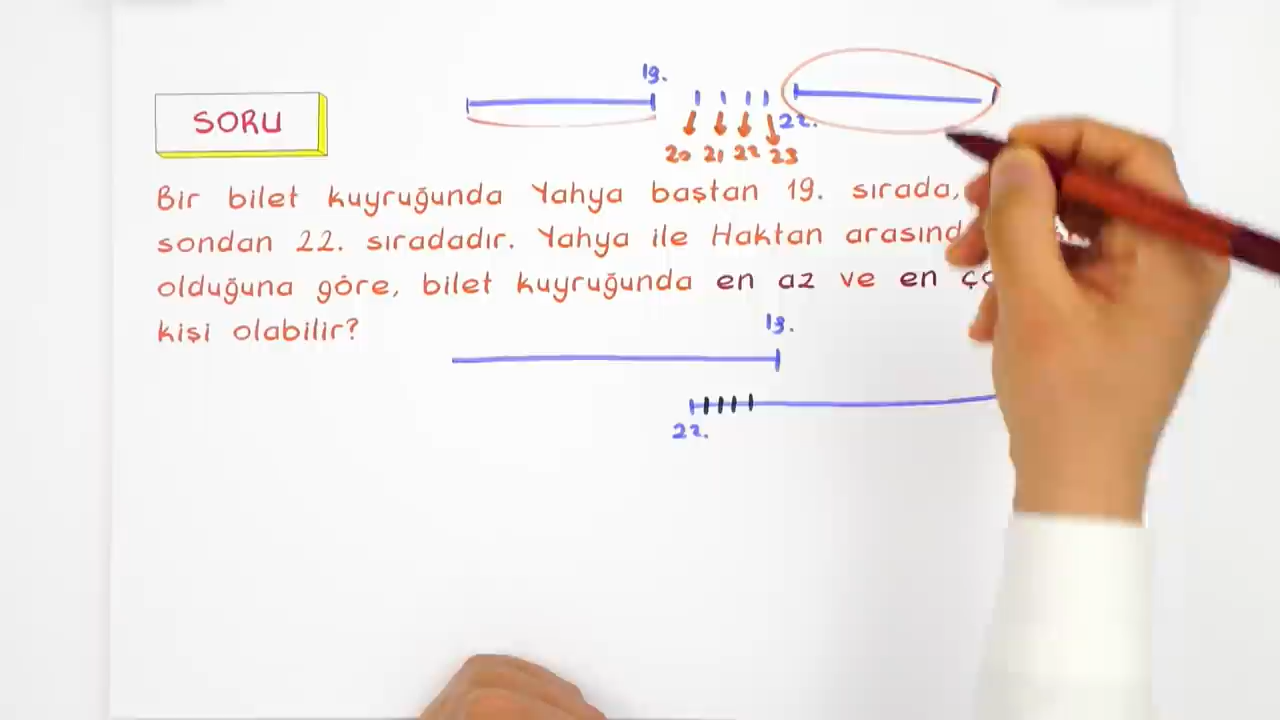 19.
22.
20 21 22 23
SORU
Bir bilet kuyruğunda Yahya baştan 19. sırada,
sondan 22. sıradadır. Yahya ile Haktan
olduğuna göre, bilet kuyruğunda en az ve en
kişi olabilir?
19.
22.